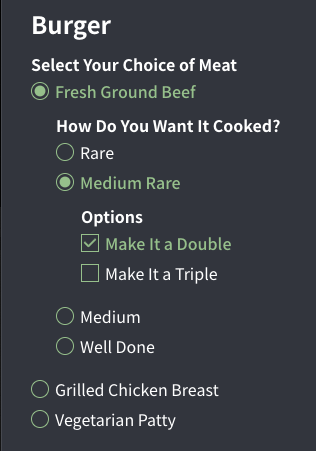 Burger
Select Your Choice of Meat
Fresh Ground Beef
How Do You Want It Cooked?
Rare
Medium Rare
Options
Make It a Double
Make It a Triple
Medium
Well Done
Grilled Chicken Breast
Vegetarian Patty